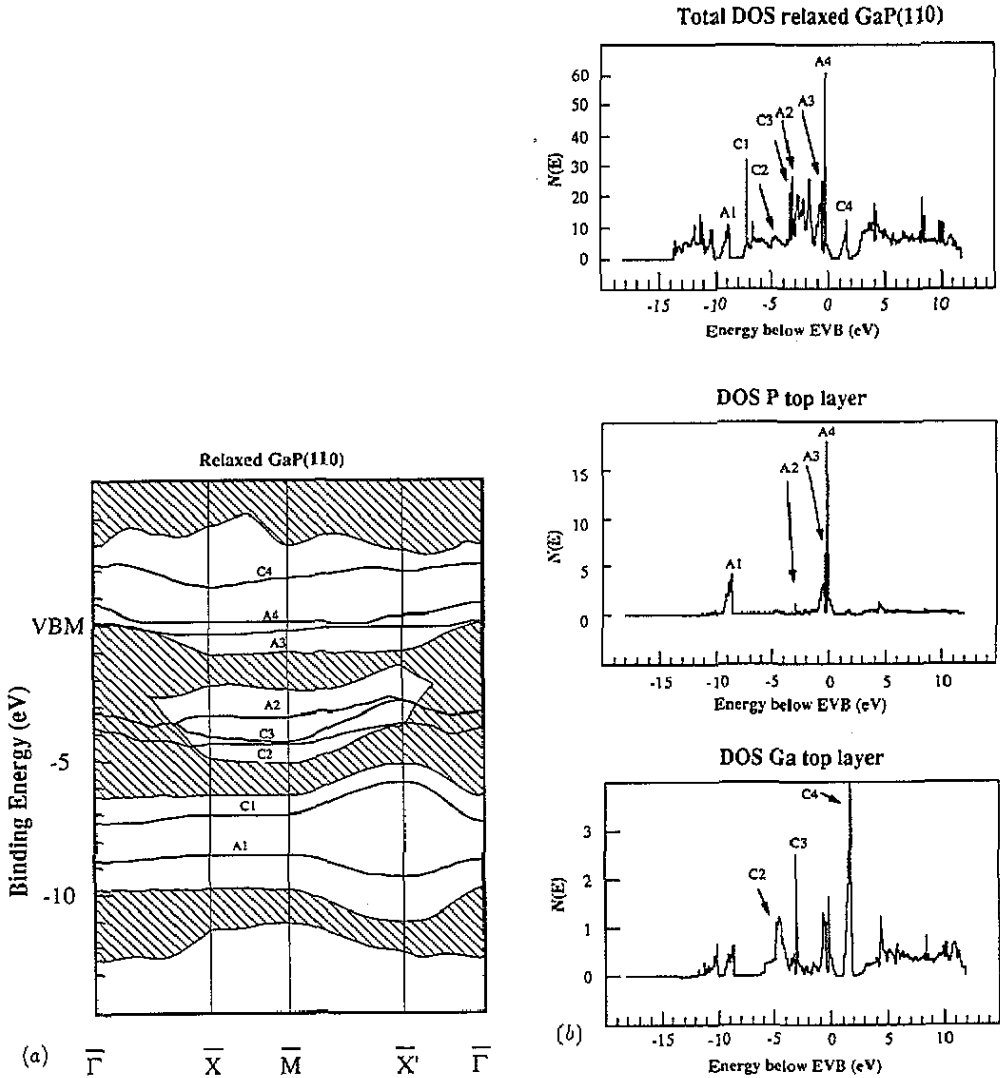 Total DOS relaxed GaP(110)
N(E)
60
50
40
30
20
10
0
A4
A3
A2
C3
C1
C2
A1
C4
-15
-10
-5
0
5
10
Energy below EVB (eV)
DOS P top layer
N(E)
15
10
5
0
A4
A3
A2
A1
-15
-10
-5
0
5
10
Energy below EVB (eV)
DOS Ga top layer
N(E)
3
2
1
0
C4
C3
C2
-15
-10
-5
0
5
10
Energy below EVB (eV)
(b)
Relaxed GaP(110)
Binding Energy (eV)
VBM
-5
-10
C4
A4
A3
A2
C3
C2
C1
A1
(a)
Γ̅
X̅
M̅
X̅'
Γ̅